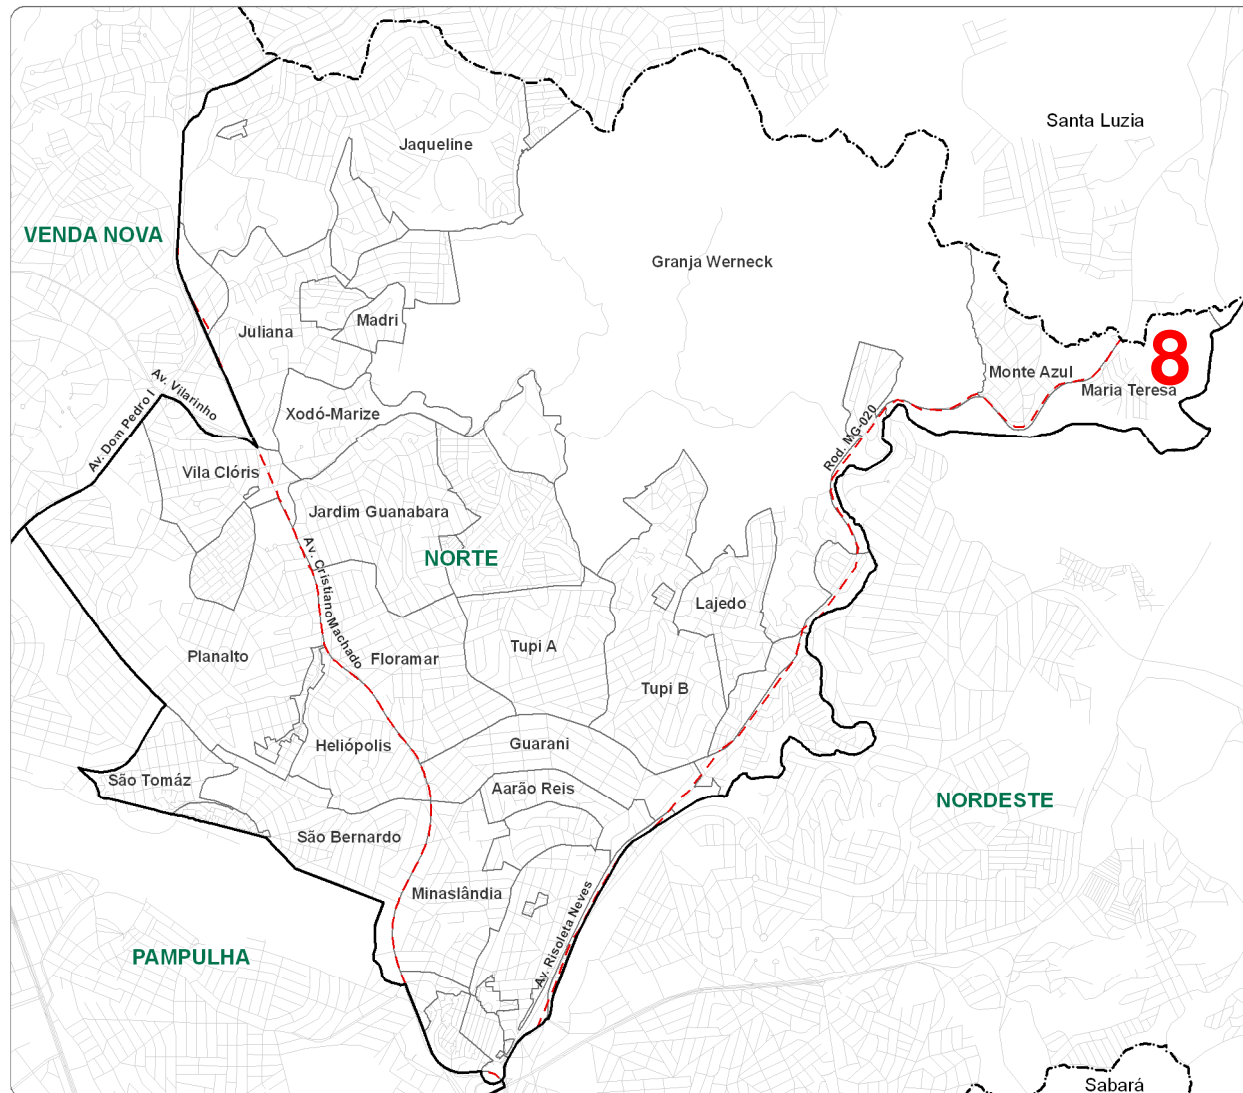 Santa Luzia
Jaqueline
VENDA NOVA
Granja Werneck
Juliana
Madri
8
Monte Azul
Maria Teresa
Av. Vilarinho
Av. Dom Pedro I
Xodó-Marize
Rod. MG-020
Vila Clóris
Jardim Guanabara
NORTE
Av. Cristiano Machado
Lajedo
Planalto
Floramar
Tupi A
Tupi B
Heliópolis
Guarani
São Tomáz
Aarão Reis
NORDESTE
São Bernardo
Minaslândia
Av. Risoleta Neves
PAMPULHA
Sabará